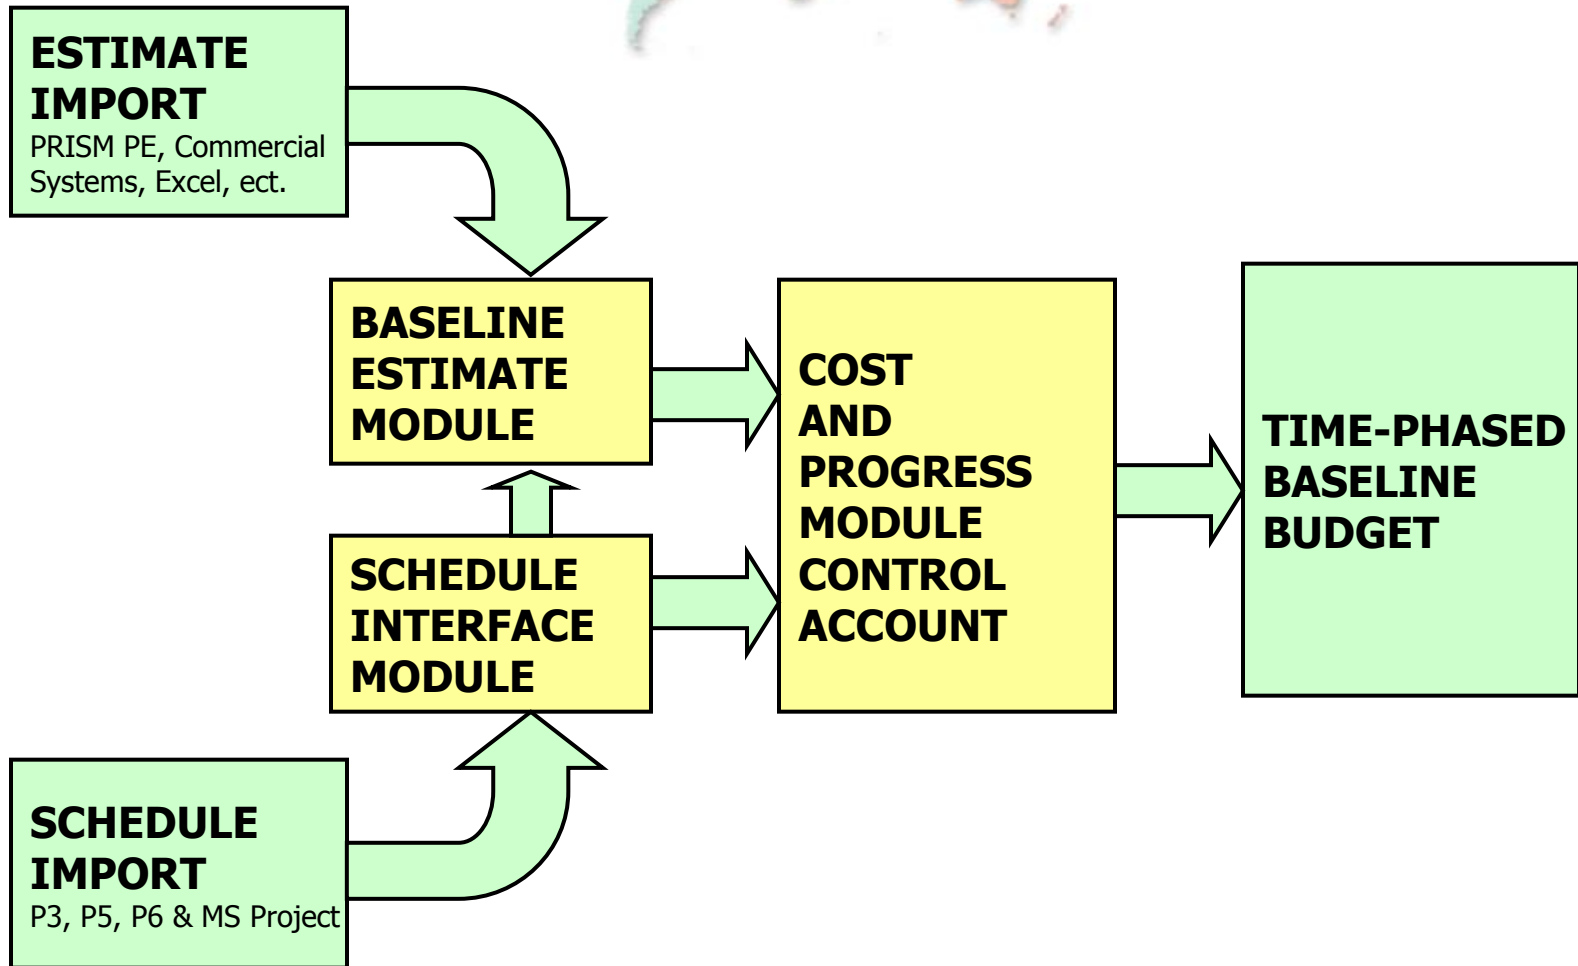 ESTIMATE
IMPORT
PRISM PE, Commercial
Systems, Excel, ect.
BASELINE
ESTIMATE
MODULE
SCHEDULE
INTERFACE
MODULE
SCHEDULE
IMPORT
P3, P5, P6 & MS Project
COST
AND
PROGRESS
MODULE
CONTROL
ACCOUNT
TIME-PHASED
BASELINE
BUDGET